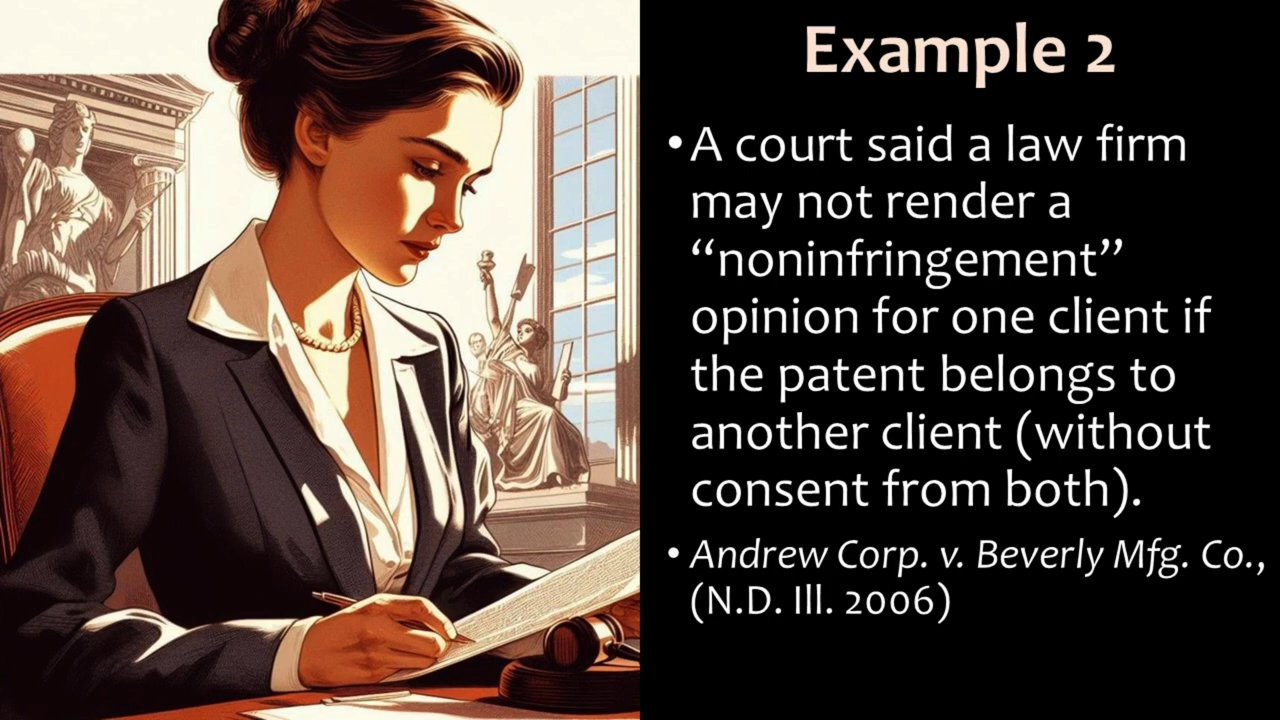 Example 2
•A court said a law firm
may not render a
“noninfringement”
opinion for one client if
the patent belongs to
another client (without
consent from both).
•Andrew Corp. v. Beverly Mfg. Co.,
(N.D. Ill. 2006)